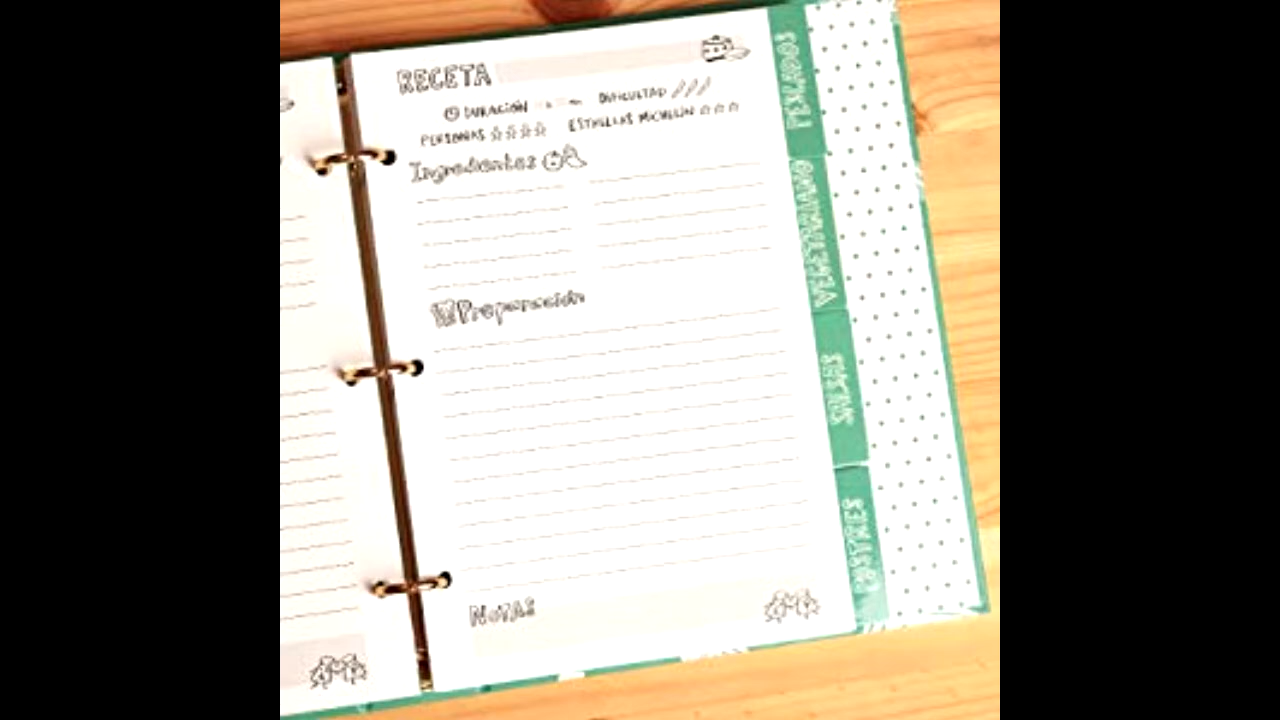 RECETA
DURACIÓN DIFICULTAD
PERSONAS ESTRELLAS MICHELIN
Ingredientes
Preparación
NOTAS
PESCADOS
VEGETARIANO
SALSAS
POSTRES